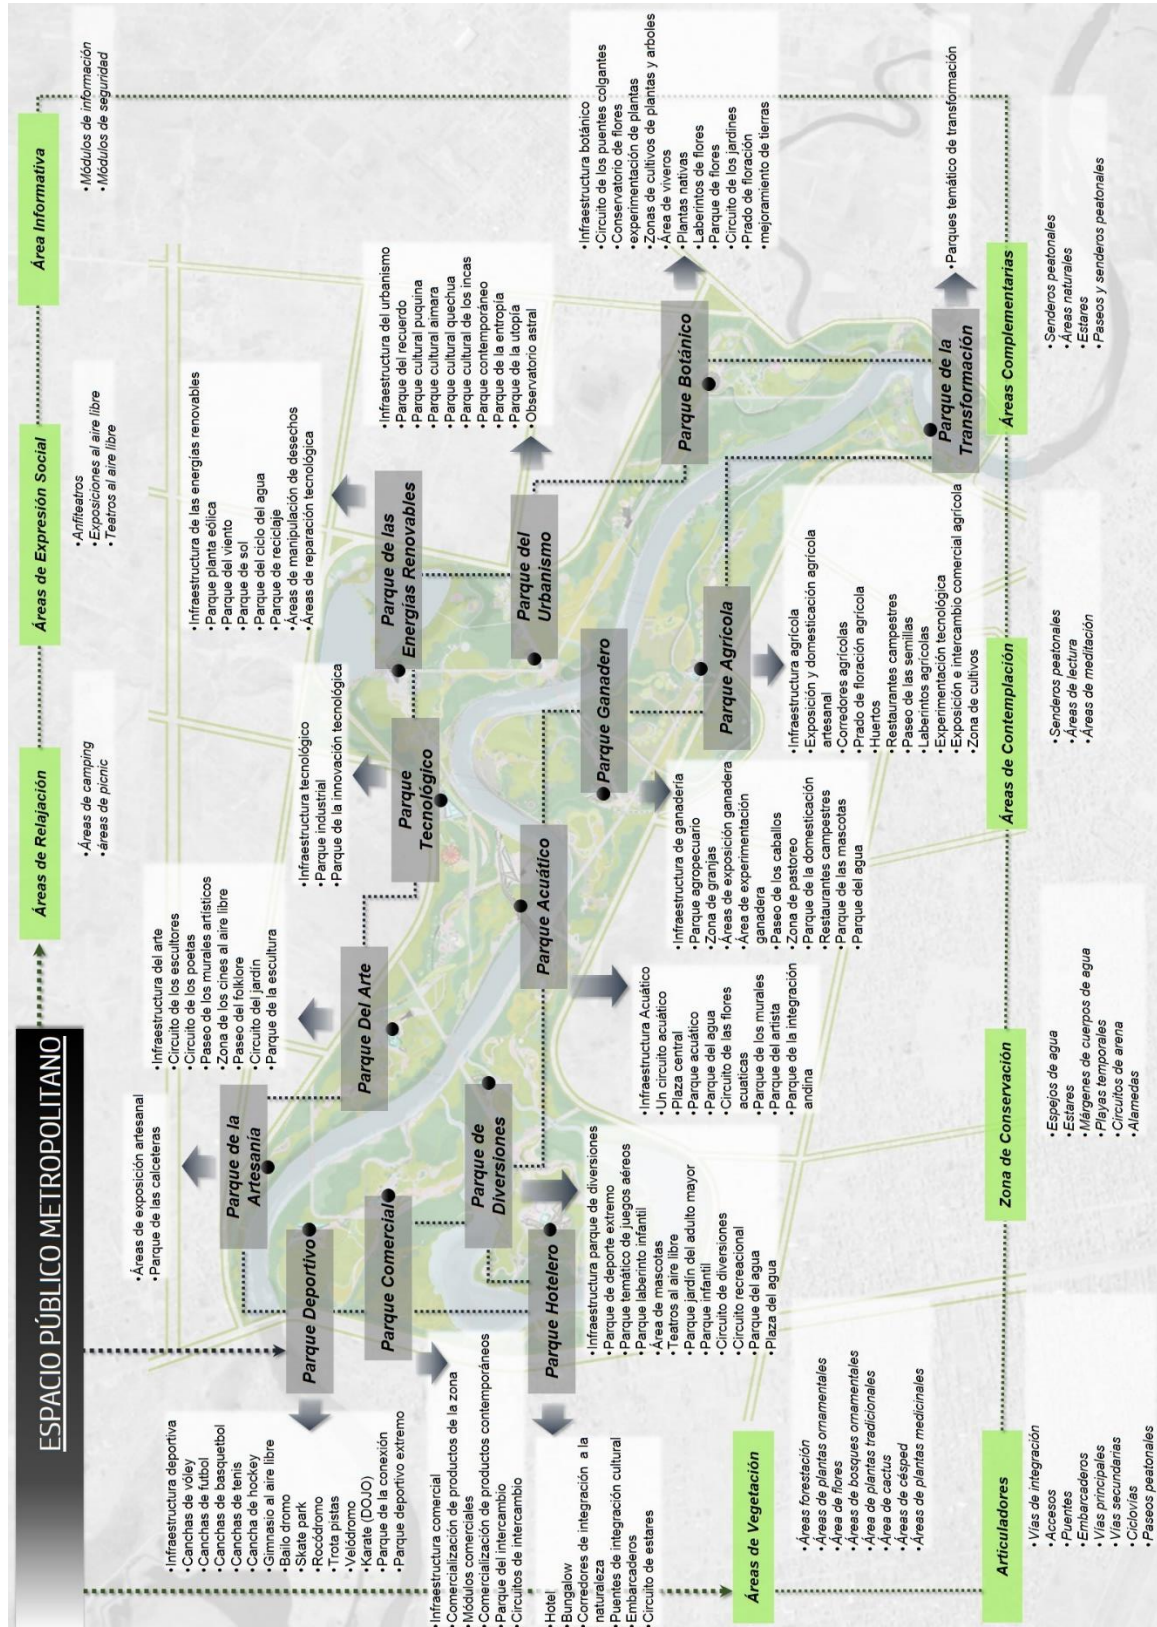 ESPACIO PÚBLICO METROPOLITANO
Áreas de Relajación
•Áreas de camping
•áreas de picnic
Áreas de Expresión Social
•Anfiteatros
•Exposiciones al aire libre
•Teatros al aire libre
Área Informativa
•Módulos de información
•Módulos de seguridad
•Áreas de exposición artesanal
•Parque de las calceteras
Parque de la
Artesanía
•Infraestructura del arte
•Circuito de los escultores
•Circuito de los poetas
•Paseo de los murales artísticos
•Zona de los cines al aire libre
•Paseo del folklore
•Circuito del jardín
•Parque de la escultura
Parque Del Arte
•Infraestructura tecnológico
•Parque industrial
•Parque de la innovación tecnológica
Parque
Tecnológico
•Infraestructura de las energías renovables
•Parque planta eólica
•Parque del viento
•Parque de sol
•Parque del ciclo del agua
•Parque de reciclaje
•Áreas de manipulación de desechos
•Áreas de reparación tecnológica
Parque de las
Energías Renovables
•Infraestructura del urbanismo
•Parque del recuerdo
•Parque cultural puquina
•Parque cultural aimara
•Parque cultural quechua
•Parque cultural de los incas
•Parque contemporáneo
•Parque de la entropía
•Parque de la utopía
•Observatorio astral
Parque del
Urbanismo
•Infraestructura botánico
•Circuito de los puentes colgantes
•Conservatorio de flores
•experimentación de plantas
•Zonas de cultivos de plantas y arboles
•Área de viveros
•Plantas nativas
•Laberintos de flores
•Parque de flores
•Circuito de los jardines
•Prado de floración
•mejoramiento de tierras
Parque Botánico
•Parques temático de transformación
Parque de la
Transformación
Parque Deportivo
•Infraestructura deportiva
•Canchas de vóley
•Canchas de futbol
•Canchas de basquetbol
•Canchas de tenis
•Cancha de hockey
•Gimnasio al aire libre
•Bailo dromo
•Skate park
•Rocódromo
•Trota pistas
•Velódromo
•Karate (DOJO)
•Parque de la conexión
•Parque deportivo extremo
Parque Comercial
•Infraestructura comercial
•Comercialización de productos de la zona
•Módulos comerciales
•Comercialización de productos contemporáneos
•Parque del intercambio
•Circuitos de intercambio
Parque Hotelero
•Hotel
•Bungalow
•Corredores de integración a la
naturaleza
•Puentes de integración cultural
•Embarcaderos
•Circuito de estares
Parque de
Diversiones
•Infraestructura parque de diversiones
•Parque de deporte extremo
•Parque temático de juegos aéreos
•Parque laberinto infantil
•Área de mascotas
•Teatros al aire libre
•Parque jardín del adulto mayor
•Parque infantil
•Circuito de diversiones
•Circuito recreacional
•Parque del agua
•Plaza del agua
Parque Acuático
•Infraestructura Acuático
•Un circuito acuático
•Plaza central
•Parque acuático
•Parque del agua
•Circuito de las flores
acuaticas
•Parque de los murales
•Parque del artista
•Parque de la integración
andina
Parque Ganadero
•Infraestructura de ganadería
•Parque agropecuario
•Zona de granjas
•Áreas de exposición ganadera
•Área de experimentación
ganadera
•Paseo de los caballos
•Zona de pastoreo
•Parque de la domesticación
•Restaurantes campestres
•Parque de las mascotas
•Parque del agua
Parque Agrícola
•Infraestructura agrícola
•Exposición y domesticación agrícola
artesanal
•Corredores agrícolas
•Prado de floración agrícola
•Huertos
•Restaurantes campestres
•Paseo de las semillas
•Laberintos agrícolas
•Experimentación tecnológica
•Exposición e intercambio comercial agrícola
•Zona de cultivos
Áreas de Vegetación
•Áreas forestación
•Áreas de plantas ornamentales
•Área de flores
•Áreas de bosques ornamentales
•Área de plantas tradicionales
•Área de cactus
•Áreas de césped
•Áreas de plantas medicinales
Articuladores
•Vías de integración
•Accesos
•Puentes
•Embarcaderos
•Vías principales
•Vías secundarias
•Ciclovías
•Paseos peatonales
Zona de Conservación
•Espejos de agua
•Estares
•Márgenes de cuerpos de agua
•Playas temporales
•Circuitos de arena
•Alamedas
Áreas de Contemplación
•Senderos peatonales
•Áreas de lectura
•Áreas de meditación
Áreas Complementarias
•Senderos peatonales
•Áreas naturales
•Estares
•Paseos y senderos peatonales